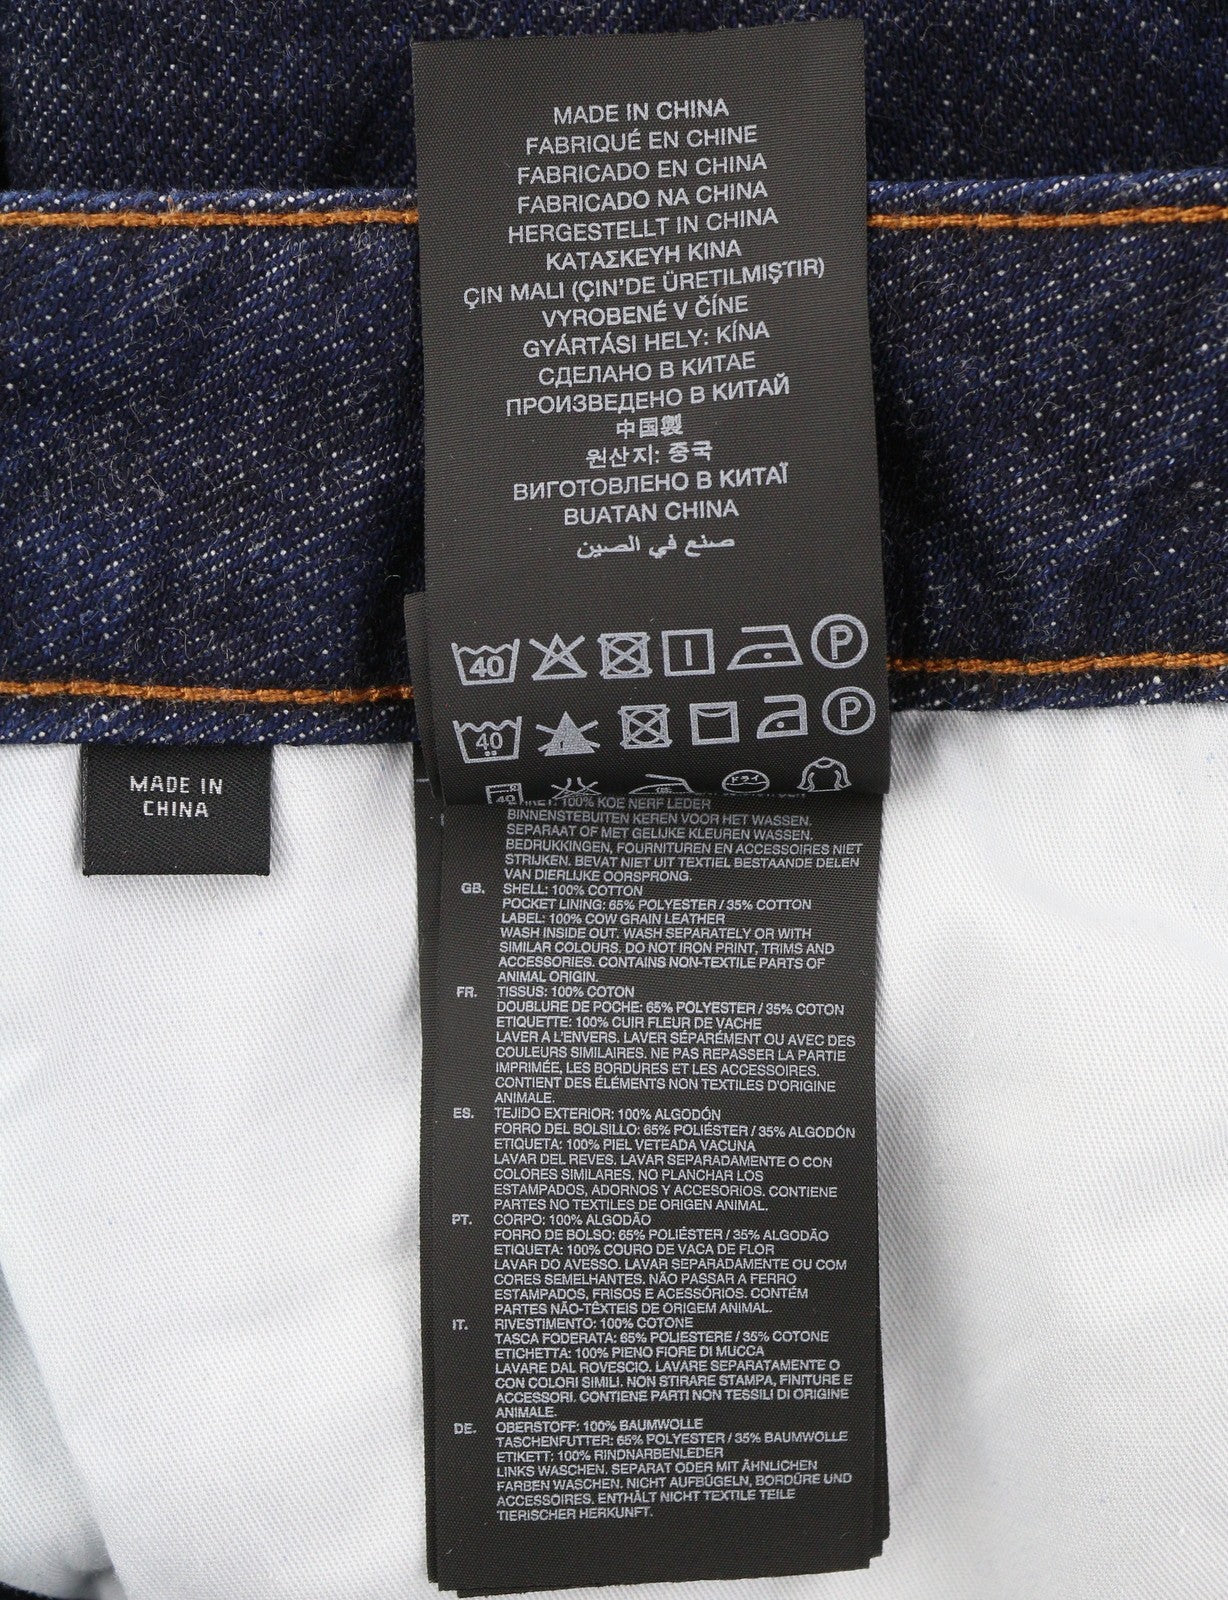 MADE IN CHINA
FABRIQUÉ EN CHINE
FABRICADO EN CHINA
FABRICADO NA CHINA
HERGESTELLT IN CHINA
ΚΑΤΑΣΚΕΥΗ ΚΙΝΑ
ÇIN MALI (ÇIN'DE ÜRETILMIŞTIR)
VYROBENÉ V ČÍNE
GYÁRTÁSI HELY: KÍNA
СДЕЛАНО В КИТАЕ
ПРОИЗВЕДЕНО В КИТАЙ
中国製
원산지: 중국
ВИГОТОВЛЕНО В КИТАЇ
BUATAN CHINA
صنع في الصين
40 P
40 P
40 ドライ
MADE IN
CHINA
100% KOE NERF LEDER
BINNENSTEBUITEN KEREN VOOR HET WASSEN.
SEPARAAT OF MET GELIJKE KLEUREN WASSEN.
BEDRUKKINGEN, FOURNITUREN EN ACCESSOIRES NIET
STRIJKEN. BEVAT NIET UIT TEXTIEL BESTAANDE DELEN
VAN DIERLIJKE OORSPRONG.
GB. SHELL: 100% COTTON
POCKET LINING: 65% POLYESTER / 35% COTTON
LABEL: 100% COW GRAIN LEATHER
WASH INSIDE OUT. WASH SEPARATELY OR WITH
SIMILAR COLOURS. DO NOT IRON PRINT, TRIMS AND
ACCESSORIES. CONTAINS NON-TEXTILE PARTS OF
ANIMAL ORIGIN.
FR. TISSUS: 100% COTON
DOUBLURE DE POCHE: 65% POLYESTER / 35% COTON
ETIQUETTE: 100% CUIR FLEUR DE VACHE
LAVER A L'ENVERS. LAVER SÉPARÉMENT OU AVEC DES
COULEURS SIMILAIRES. NE PAS REPASSER LA PARTIE
IMPRIMÉE, LES BORDURES ET LES ACCESSOIRES.
CONTIENT DES ÉLÉMENTS NON TEXTILES D'ORIGINE
ANIMALE.
ES. TEJIDO EXTERIOR: 100% ALGODÓN
FORRO DEL BOLSILLO: 65% POLIÉSTER / 35% ALGODÓN
ETIQUETA: 100% PIEL VETEADA VACUNA
LAVAR DEL REVES. LAVAR SEPARADAMENTE O CON
COLORES SIMILARES. NO PLANCHAR LOS
ESTAMPADOS, ADORNOS Y ACCESORIOS. CONTIENE
PARTES NO TEXTILES DE ORIGEN ANIMAL.
PT. CORPO: 100% ALGODÃO
FORRO DE BOLSO: 65% POLIÉSTER / 35% ALGODÃO
ETIQUETA: 100% COURO DE VACA DE FLOR
LAVAR DO AVESSO. LAVAR SEPARADAMENTE OU COM
CORES SEMELHANTES. NÃO PASSAR A FERRO
ESTAMPADOS, FRISOS E ACESSÓRIOS. CONTÉM
PARTES NÃO-TÊXTEIS DE ORIGEM ANIMAL.
IT. RIVESTIMENTO: 100% COTONE
TASCA FODERATA: 65% POLIESTERE / 35% COTONE
ETICHETTA: 100% PIENO FIORE DI MUCCA
LAVARE DAL ROVESCIO. LAVARE SEPARATAMENTE O
CON COLORI SIMILI. NON STIRARE STAMPA, FINITURE E
ACCESSORI. CONTIENE PARTI NON TESSILI DI ORIGINE
ANIMALE.
DE. OBERSTOFF: 100% BAUMWOLLE
TASCHENFUTTER: 65% POLYESTER / 35% BAUMWOLLE
ETIKETT: 100% RINDNARBENLEDER
LINKS WASCHEN. SEPARAT ODER MIT ÄHNLICHEN
FARBEN WASCHEN. NICHT AUFBÜGELN, BORDÜRE UND
ACCESSOIRES. ENTHÄLT NICHT TEXTILE TEILE
TIERISCHER HERKUNFT.